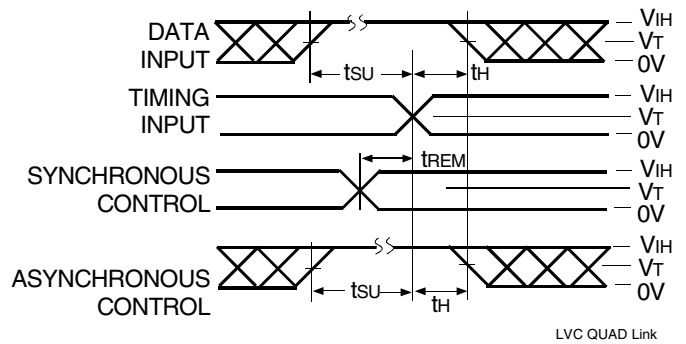 DATA
INPUT
tSU
tH
VIH
VT
0V
TIMING
INPUT
VIH
VT
0V
tREM
SYNCHRONOUS
CONTROL
VIH
VT
0V
ASYNCHRONOUS
CONTROL
tSU
tH
VIH
VT
0V
LVC QUAD Link